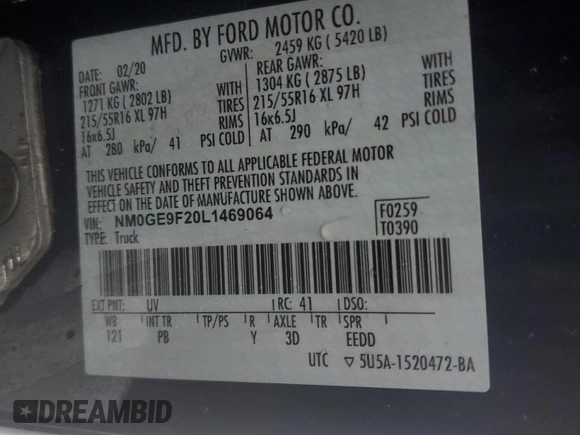 MFD. BY FORD MOTOR CO.
DATE: 02/20 GVWR: 2459 KG ( 5420 LB)
FRONT GAWR: REAR GAWR:
1271 KG ( 2802 LB) WITH 1304 KG ( 2875 LB) WITH
215/55R16 XL 97H TIRES 215/55R16 XL 97H TIRES
16x6.5J RIMS 16x6.5J RIMS
AT 280 kPa/ 41 PSI COLD AT 290 kPa/ 42 PSI COLD
THIS VEHICLE CONFORMS TO ALL APPLICABLE FEDERAL MOTOR
VEHICLE SAFETY AND THEFT PREVENTION STANDARDS IN
EFFECT ON THE DATE OF MANUFACTURE SHOWN ABOVE.
VIN: NM0GE9F20L1469064 F0259
TYPE: Truck T0390
EXT PNT: UV RC: 41 DSO:
WB INT TR TP/PS R AXLE TR SPR
121 PB Y 3D EEDD
UTC ▽ 5U5A-1520472-BA
DREAMBID